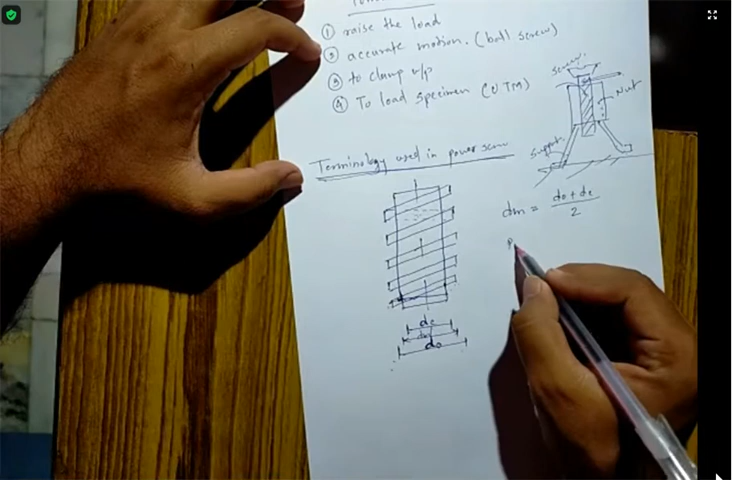 ① raise the load
② accurate motion. (ball screw)
③ to clamp w/p
④ To load specimen (UTM)
Screw.
Nut
Support
Terminology used in power screw
dm = do + dc
2
p
dc
dm
do